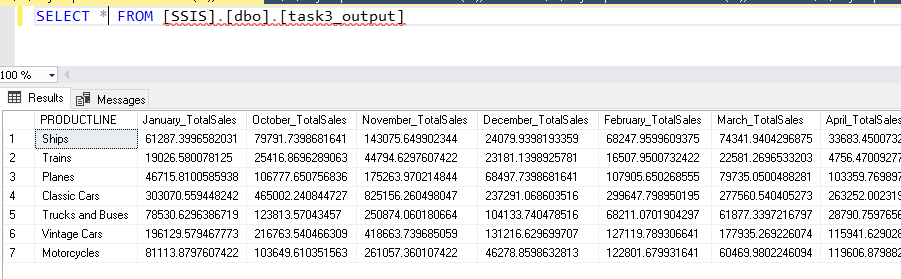 SELECT * FROM [SSIS].[dbo].[task3_output]
100 %
Results Messages
PRODUCTLINE January_TotalSales October_TotalSales November_TotalSales December_TotalSales February_TotalSales March_TotalSales April_TotalSales
1 Ships 61287.3996582031 79791.7398681641 143075.649902344 24079.9398193359 68247.9599609375 74341.9404296875 33683.4500732
2 Trains 19026.580078125 25416.8696289063 44794.6297607422 23181.1398925781 16507.9500732422 22581.2696533203 4756.47009277
3 Planes 46715.8100585938 106777.650756836 175263.970214844 68497.7398681641 107905.650268555 79735.0500488281 103359.769897
4 Classic Cars 303070.559448242 465002.240844727 825156.260498047 237291.068603516 299647.798950195 277560.540405273 263252.002319
5 Trucks and Buses 78530.6296386719 123813.57043457 250874.060180664 104133.740478516 68211.0701904297 61877.3397216797 28790.7597656
6 Vintage Cars 196129.579467773 216763.540466309 418663.739685059 131216.629699707 127119.789306641 177935.269226074 115941.629028
7 Motorcycles 81113.8797607422 103649.610351563 261057.360107422 46278.8598632813 122801.679931641 60469.9802246094 119606.879882